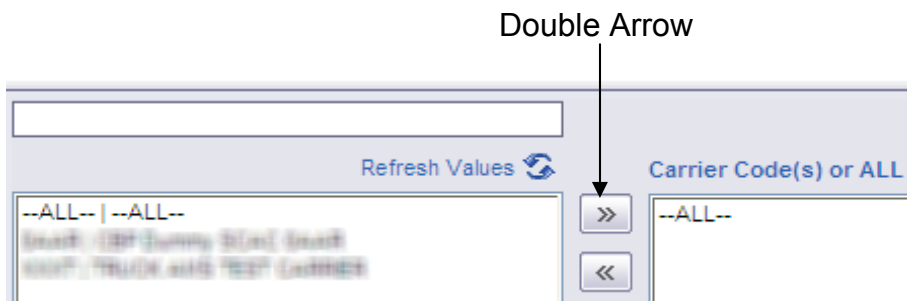 Double Arrow
Refresh Values
Carrier Code(s) or ALL
--ALL-- | --ALL--
»
--ALL--
«